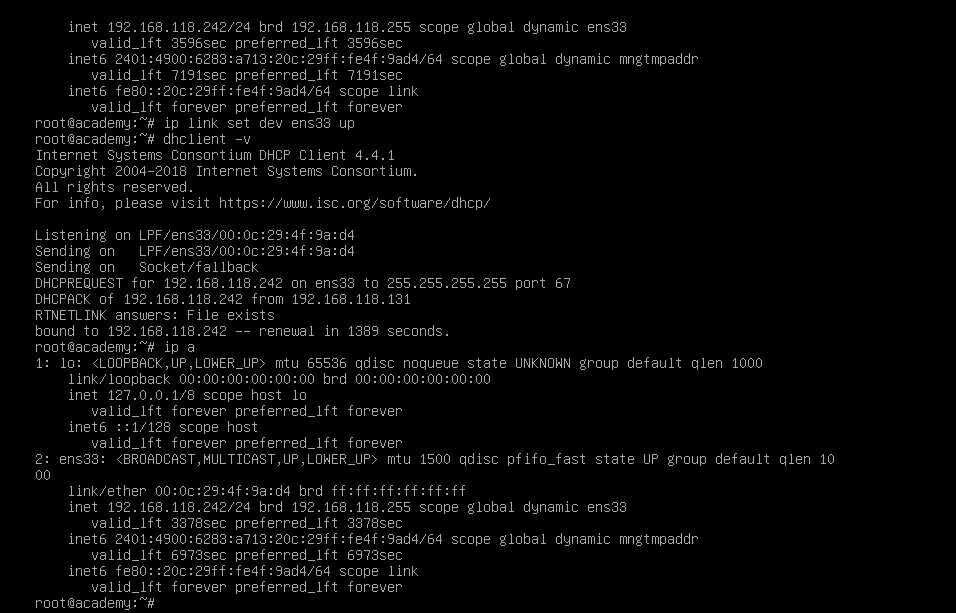 inet 192.168.118.242/24 brd 192.168.118.255 scope global dynamic ens33
valid_lft 3596sec preferred_lft 3596sec
inet6 2401:4900:6283:a713:20c:29ff:fe4f:9ad4/64 scope global dynamic mngtmpaddr
valid_lft 7191sec preferred_lft 7191sec
inet6 fe80::20c:29ff:fe4f:9ad4/64 scope link
valid_lft forever preferred_lft forever
root@academy:~# ip link set dev ens33 up
root@academy:~# dhclient -v
Internet Systems Consortium DHCP Client 4.4.1
Copyright 2004-2018 Internet Systems Consortium.
All rights reserved.
For info, please visit https://www.isc.org/software/dhcp/
Listening on LPF/ens33/00:0c:29:4f:9a:d4
Sending on   LPF/ens33/00:0c:29:4f:9a:d4
Sending on   Socket/fallback
DHCPREQUEST for 192.168.118.242 on ens33 to 255.255.255.255 port 67
DHCPACK of 192.168.118.242 from 192.168.118.131
RTNETLINK answers: File exists
bound to 192.168.118.242 -- renewal in 1389 seconds.
root@academy:~# ip a
1: lo: <LOOPBACK,UP,LOWER_UP> mtu 65536 qdisc noqueue state UNKNOWN group default qlen 1000
link/loopback 00:00:00:00:00:00 brd 00:00:00:00:00:00
inet 127.0.0.1/8 scope host lo
valid_lft forever preferred_lft forever
inet6 ::1/128 scope host
valid_lft forever preferred_lft forever
2: ens33: <BROADCAST,MULTICAST,UP,LOWER_UP> mtu 1500 qdisc pfifo_fast state UP group default qlen 10
00
link/ether 00:0c:29:4f:9a:d4 brd ff:ff:ff:ff:ff:ff
inet 192.168.118.242/24 brd 192.168.118.255 scope global dynamic ens33
valid_lft 3378sec preferred_lft 3378sec
inet6 2401:4900:6283:a713:20c:29ff:fe4f:9ad4/64 scope global dynamic mngtmpaddr
valid_lft 6973sec preferred_lft 6973sec
inet6 fe80::20c:29ff:fe4f:9ad4/64 scope link
valid_lft forever preferred_lft forever
root@academy:~#